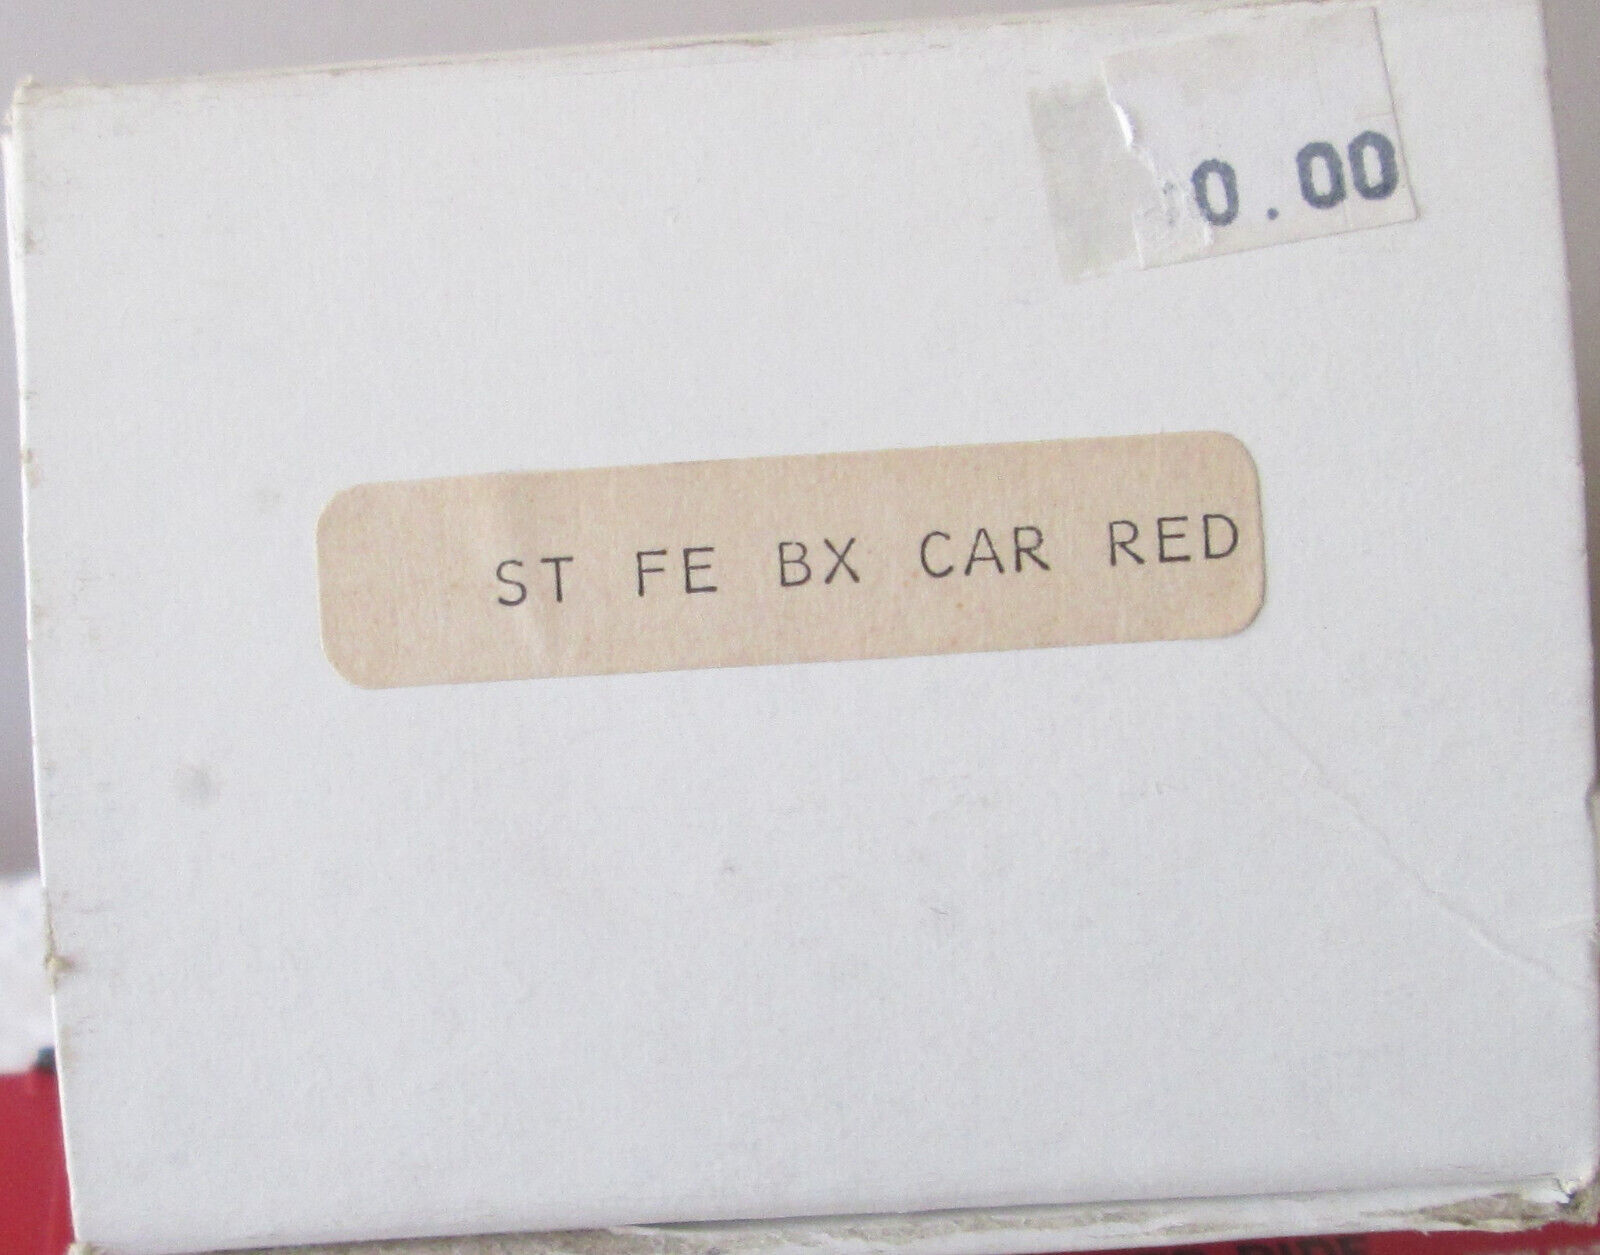 0.00
ST FE BX CAR RED